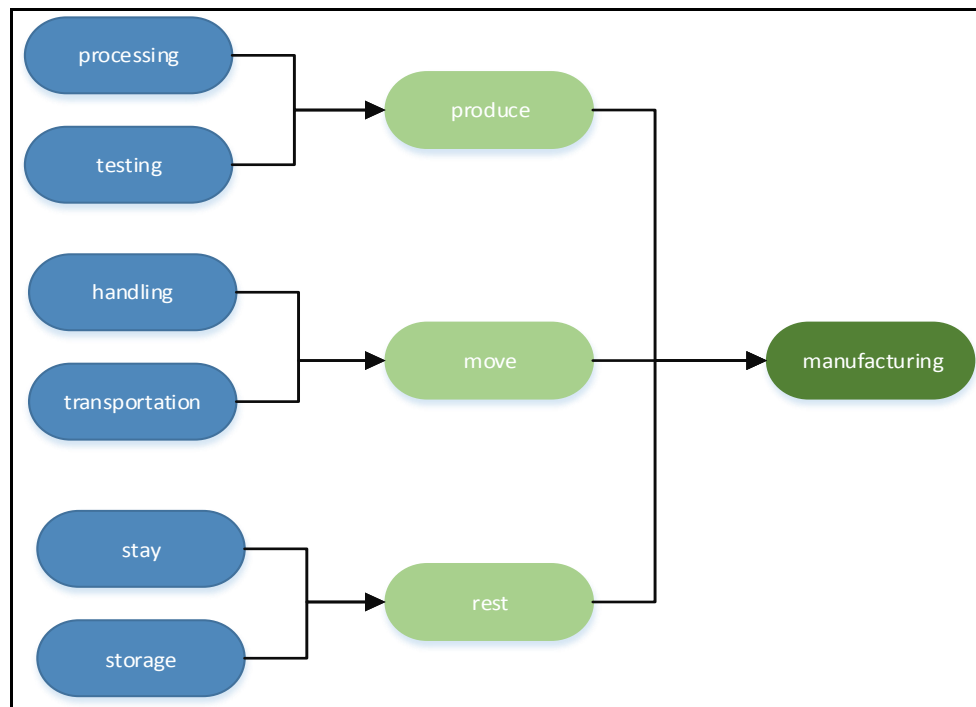 processing
testing
produce
handling
transportation
move
manufacturing
stay
storage
rest